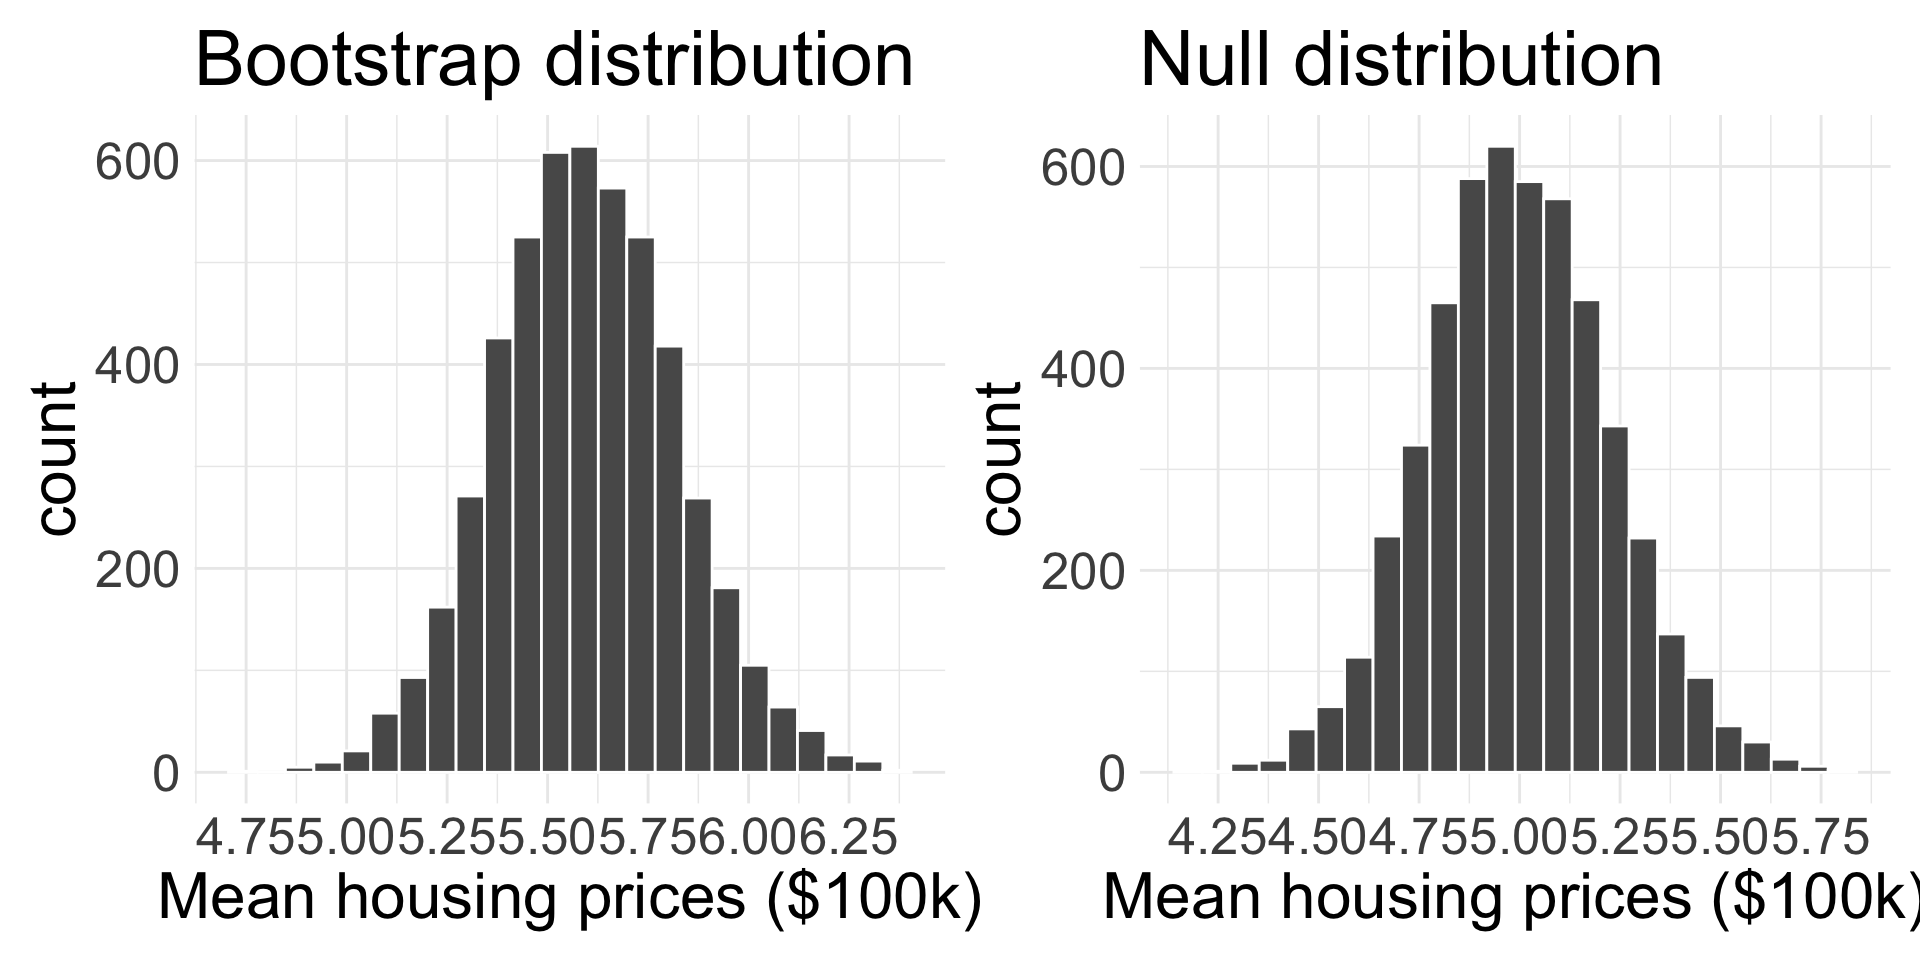 Bootstrap distribution
600
400
200
0
count
4.755.005.255.505.756.006.25
Mean housing prices ($100k)
Null distribution
600
400
200
0
count
4.254.504.755.005.255.505.75
Mean housing prices ($100k)